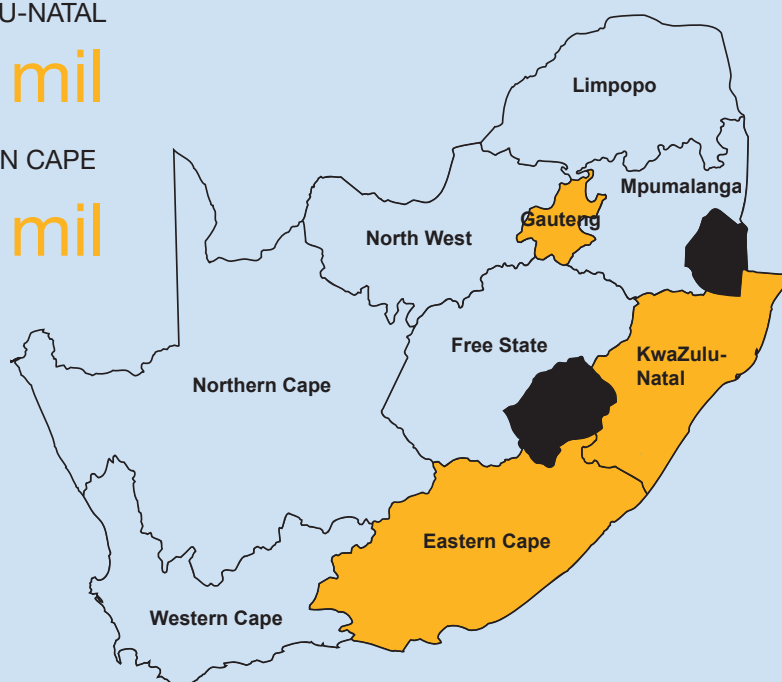 U-NATAL
mil
N CAPE
mil
Limpopo
Mpumalanga
Gauteng
North West
Free State
KwaZulu-
Natal
Northern Cape
Eastern Cape
Western Cape